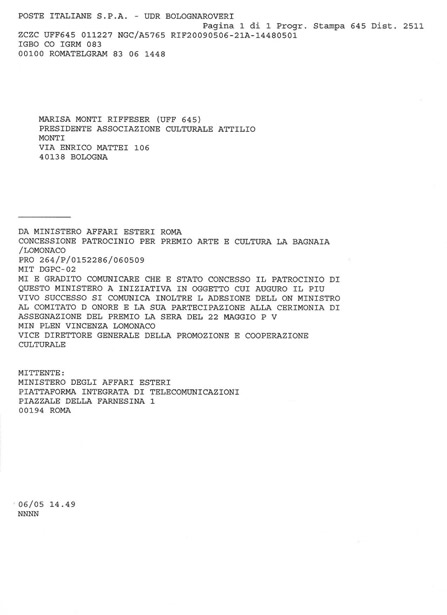 POSTE ITALIANE S.P.A. - UDR BOLOGNAROVERI
Pagina 1 di 1 Progr. Stampa 645 Dist. 2511
ZCZC UFF645 011227 NGC/A5765 RIF20090506-21A-14480501
IGBO CO IGRM 083
00100 ROMATELGRAM 83 06 1448
MARISA MONTI RIFFESER (UFF 645)
PRESIDENTE ASSOCIAZIONE CULTURALE ATTILIO
MONTI
VIA ENRICO MATTEI 106
40138 BOLOGNA
DA MINISTERO AFFARI ESTERI ROMA
CONCESSIONE PATROCINIO PER PREMIO ARTE E CULTURA LA BAGNAIA
/LOMONACO
PRO 264/P/0152286/060509
MIT DGPC-02
MI E GRADITO COMUNICARE CHE E STATO CONCESSO IL PATROCINIO DI
QUESTO MINISTERO A INIZIATIVA IN OGGETTO CUI AUGURO IL PIU
VIVO SUCCESSO SI COMUNICA INOLTRE L ADESIONE DELL ON MINISTRO
AL COMITATO D ONORE E LA SUA PARTECIPAZIONE ALLA CERIMONIA DI
ASSEGNAZIONE DEL PREMIO LA SERA DEL 22 MAGGIO P V
MIN PLEN VINCENZA LOMONACO
VICE DIRETTORE GENERALE DELLA PROMOZIONE E COOPERAZIONE
CULTURALE
MITTENTE:
MINISTERO DEGLI AFFARI ESTERI
PIATTAFORMA INTEGRATA DI TELECOMUNICAZIONI
PIAZZALE DELLA FARNESINA 1
00194 ROMA
06/05 14.49
NNNN